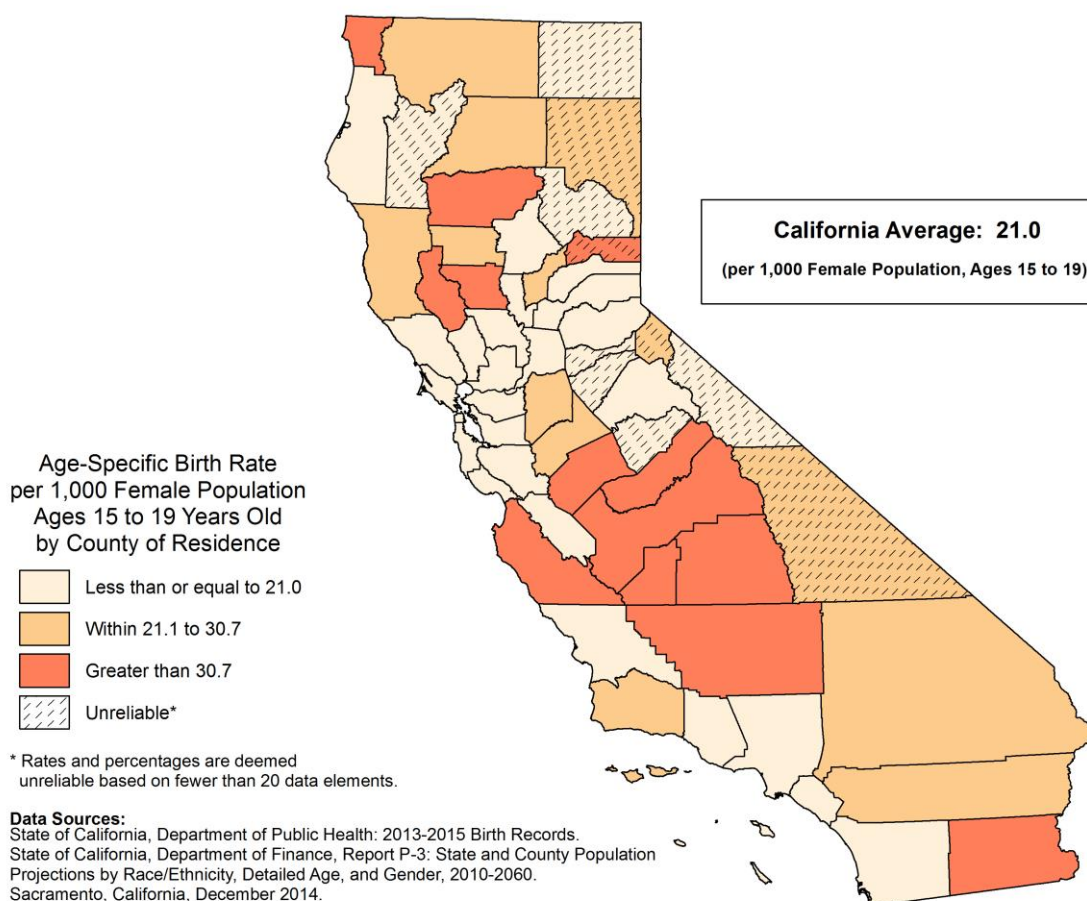 California Average: 21.0
(per 1,000 Female Population, Ages 15 to 19)
Age-Specific Birth Rate
per 1,000 Female Population
Ages 15 to 19 Years Old
by County of Residence
Less than or equal to 21.0
Within 21.1 to 30.7
Greater than 30.7
Unreliable*
* Rates and percentages are deemed
unreliable based on fewer than 20 data elements.
Data Sources:
State of California, Department of Public Health: 2013-2015 Birth Records.
State of California, Department of Finance, Report P-3: State and County Population
Projections by Race/Ethnicity, Detailed Age, and Gender, 2010-2060.
Sacramento, California, December 2014.